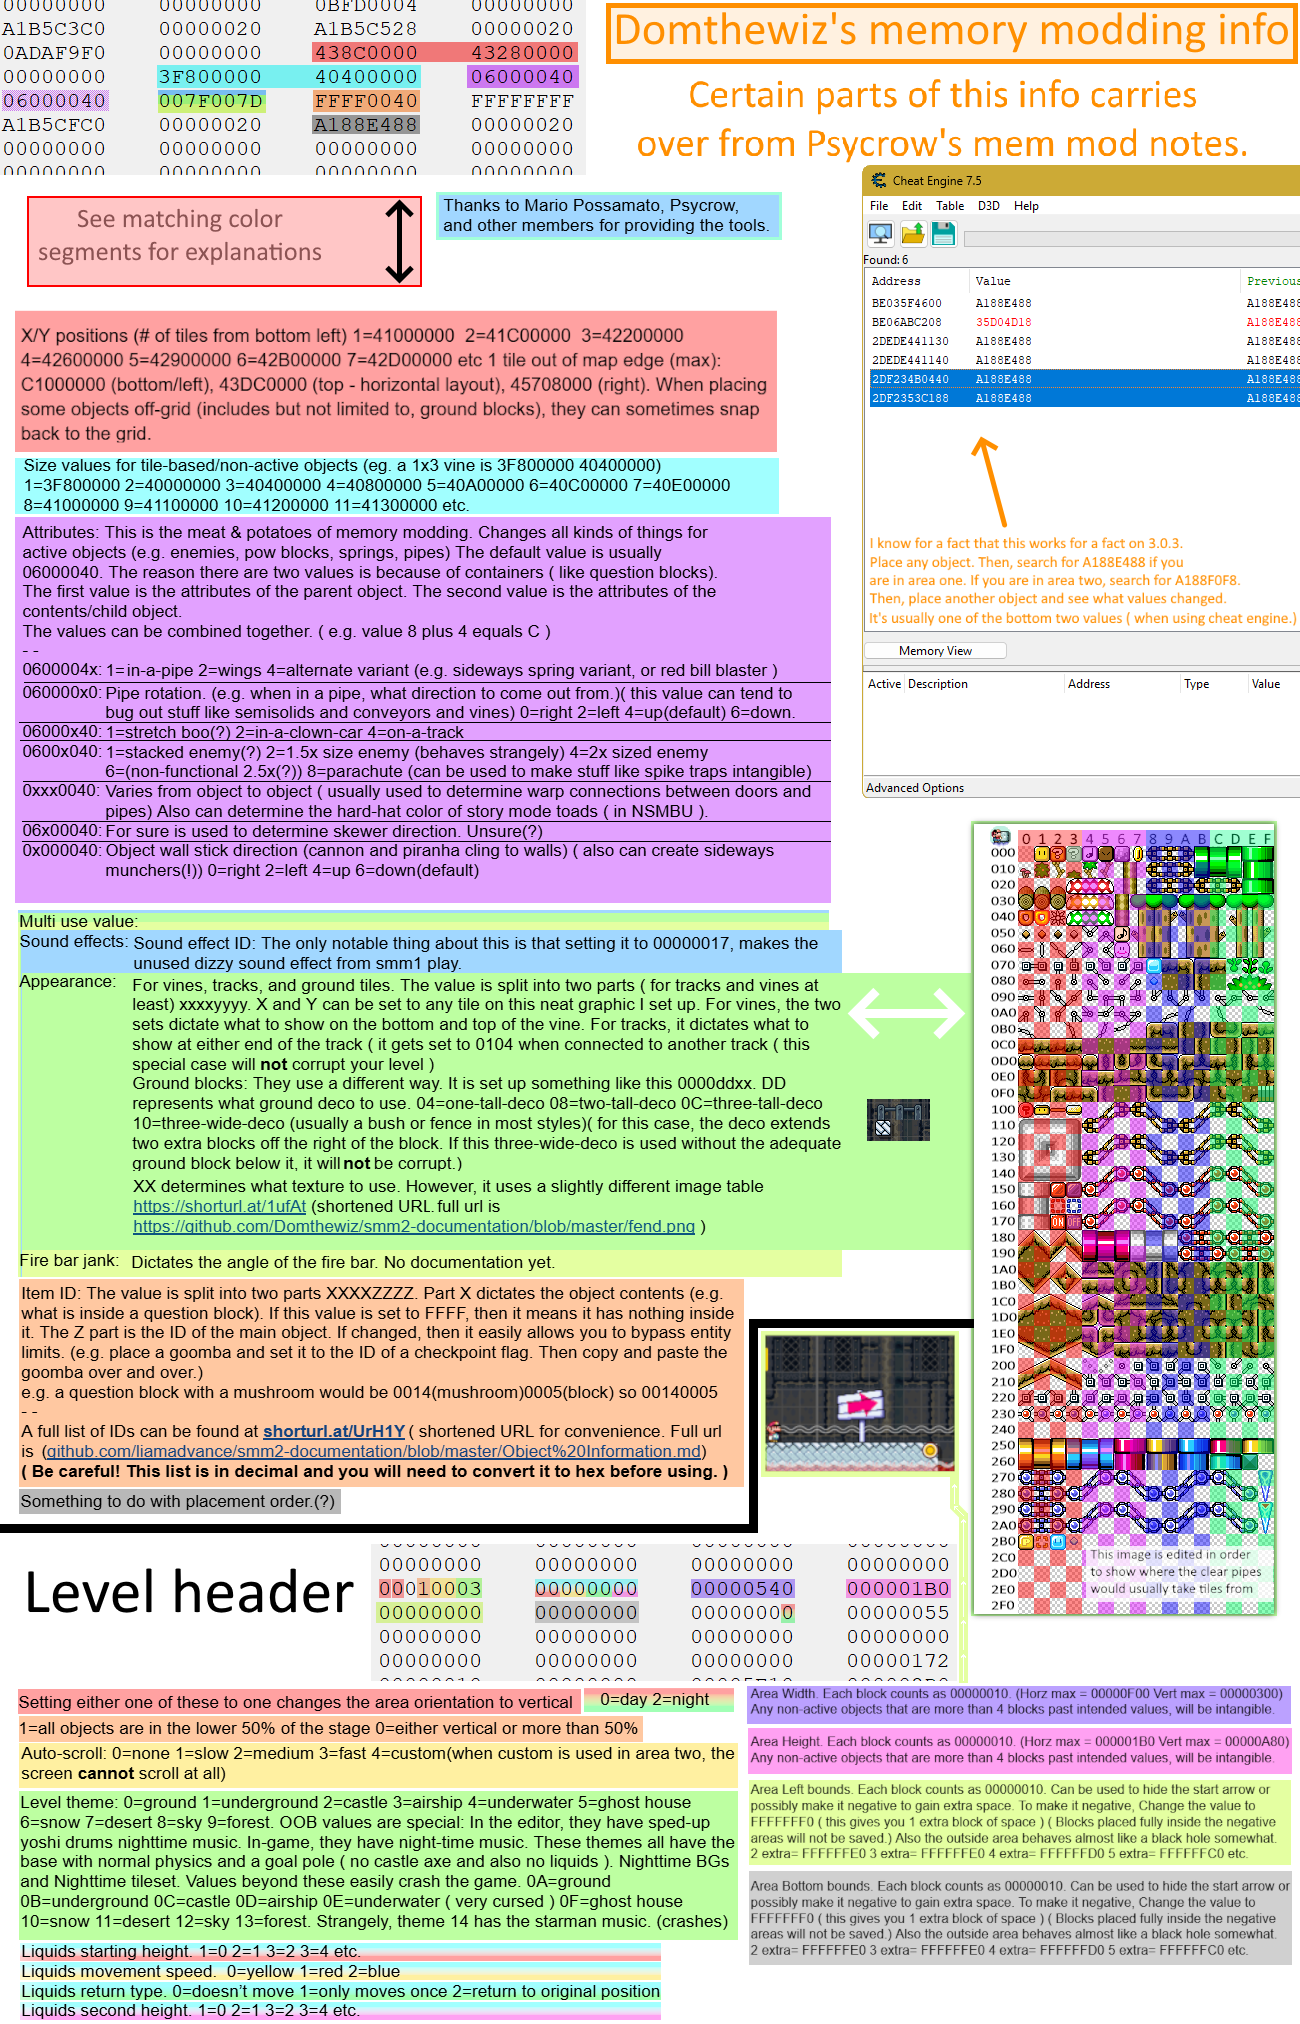 00000000 00000000 0BFD0004 00000000
A1B5C3C0 00000020 A1B5C528 00000020
0ADAF9F0 00000000 438C0000 43280000
00000000 3F800000 40400000 06000040
06000040 007F007D FFFF0040 FFFFFFFF
A1B5CFC0 00000020 A188E488 00000020
00000000 00000000 00000000 00000000
00000000 00000000 00000000 00000000
Domthewiz's memory modding info
Certain parts of this info carries
over from Psycrow's mem mod notes.
See matching color
segments for explanations
Thanks to Mario Possamato, Psycrow,
and other members for providing the tools.
Cheat Engine 7.5
File Edit Table D3D Help
Found: 6
Address Value Previous
BE035F4600 A188E488 A188E488
BE06ABC208 35D04D18 A188E488
2DEDE441130 A188E488 A188E488
2DEDE441140 A188E488 A188E488
2DF234B0440 A188E488 A188E488
2DF2353C188 A188E488 A188E488
I know for a fact that this works for a fact on 3.0.3.
Place any object. Then, search for A188E488 if you
are in area one. If you are in area two, search for A188F0F8.
Then, place another object and see what values changed.
It's usually one of the bottom two values ( when using cheat engine.)
Memory View
Active Description Address Type Value
Advanced Options
X/Y positions (# of tiles from bottom left) 1=41000000 2=41C00000 3=42200000
4=42600000 5=42900000 6=42B00000 7=42D00000 etc 1 tile out of map edge (max):
C1000000 (bottom/left), 43DC0000 (top - horizontal layout), 45708000 (right). When placing
some objects off-grid (includes but not limited to, ground blocks), they can sometimes snap
back to the grid.
Size values for tile-based/non-active objects (eg. a 1x3 vine is 3F800000 40400000)
1=3F800000 2=40000000 3=40400000 4=40800000 5=40A00000 6=40C00000 7=40E00000
8=41000000 9=41100000 10=41200000 11=41300000 etc.
Attributes: This is the meat & potatoes of memory modding. Changes all kinds of things for
active objects (e.g. enemies, pow blocks, springs, pipes) The default value is usually
06000040. The reason there are two values is because of containers ( like question blocks).
The first value is the attributes of the parent object. The second value is the attributes of the
contents/child object.
The values can be combined together. ( e.g. value 8 plus 4 equals C )
- -
0600004x: 1=in-a-pipe 2=wings 4=alternate variant (e.g. sideways spring variant, or red bill blaster )
060000x0: Pipe rotation. (e.g. when in a pipe, what direction to come out from.)( this value can tend to
bug out stuff like semisolids and conveyors and vines) 0=right 2=left 4=up(default) 6=down.
06000x40: 1=stretch boo(?) 2=in-a-clown-car 4=on-a-track
0600x040: 1=stacked enemy(?) 2=1.5x size enemy (behaves strangely) 4=2x sized enemy
6=(non-functional 2.5x(?)) 8=parachute (can be used to make stuff like spike traps intangible)
0xxx0040: Varies from object to object ( usually used to determine warp connections between doors and
pipes) Also can determine the hard-hat color of story mode toads ( in NSMBU ).
06x00040: For sure is used to determine skewer direction. Unsure(?)
0x000040: Object wall stick direction (cannon and piranha cling to walls) ( also can create sideways
munchers(!)) 0=right 2=left 4=up 6=down(default)
Multi use value:
Sound effects: Sound effect ID: The only notable thing about this is that setting it to 00000017, makes the
unused dizzy sound effect from smm1 play.
Appearance: For vines, tracks, and ground tiles. The value is split into two parts ( for tracks and vines at
least) xxxxyyyy. X and Y can be set to any tile on this neat graphic I set up. For vines, the two
sets dictate what to show on the bottom and top of the vine. For tracks, it dictates what to
show at either end of the track ( it gets set to 0104 when connected to another track ( this
special case will not corrupt your level )
Ground blocks: They use a different way. It is set up something like this 0000ddxx. DD
represents what ground deco to use. 04=one-tall-deco 08=two-tall-deco 0C=three-tall-deco
10=three-wide-deco (usually a bush or fence in most styles)( for this case, the deco extends
two extra blocks off the right of the block. If this three-wide-deco is used without the adequate
ground block below it, it will not be corrupt.)
XX determines what texture to use. However, it uses a slightly different image table
https://shorturl.at/1ufAt (shortened URL. full url is
https://github.com/Domthewiz/smm2-documentation/blob/master/fend.png )
Fire bar jank: Dictates the angle of the fire bar. No documentation yet.
Item ID: The value is split into two parts XXXXZZZZ. Part X dictates the object contents (e.g.
what is inside a question block). If this value is set to FFFF, then it means it has nothing inside
it. The Z part is the ID of the main object. If changed, then it easily allows you to bypass entity
limits. (e.g. place a goomba and set it to the ID of a checkpoint flag. Then copy and paste the
goomba over and over.)
e.g. a question block with a mushroom would be 0014(mushroom)0005(block) so 00140005
- -
A full list of IDs can be found at shorturl.at/UrH1Y ( shortened URL for convenience. Full url
is (github.com/liamadvance/smm2-documentation/blob/master/Object%20Information.md)
( Be careful! This list is in decimal and you will need to convert it to hex before using. )
Something to do with placement order.(?)
0 1 2 3 4 5 6 7 8 9 A B C D E F
000
010
020
030
040
050
060
070
080
090
0A0
0B0
0C0
0D0
0E0
0F0
100
110
120
130
140
150
160
170 ON OFF
180
190
1A0
1B0
1C0
1D0
1E0
1F0
200
210
220
230
240
250
260
270
280
290
2A0
2B0
2C0
2D0
2E0
2F0
This image is edited in order
to show where the clear pipes
would usually take tiles from
Level header
00000000 00000000 00000000 00000000
00010003 00000000 00000540 000001B0
00000000 00000000 00000000 00000055
00000000 00000000 00000000 00000000
00000000 00000000 00000000 00000172
Setting either one of these to one changes the area orientation to vertical
0=day 2=night
1=all objects are in the lower 50% of the stage 0=either vertical or more than 50%
Auto-scroll: 0=none 1=slow 2=medium 3=fast 4=custom(when custom is used in area two, the
screen cannot scroll at all)
Level theme: 0=ground 1=underground 2=castle 3=airship 4=underwater 5=ghost house
6=snow 7=desert 8=sky 9=forest. OOB values are special: In the editor, they have sped-up
yoshi drums nighttime music. In-game, they have night-time music. These themes all have the
base with normal physics and a goal pole ( no castle axe and also no liquids ). Nighttime BGs
and Nighttime tileset. Values beyond these easily crash the game. 0A=ground
0B=underground 0C=castle 0D=airship 0E=underwater ( very cursed ) 0F=ghost house
10=snow 11=desert 12=sky 13=forest. Strangely, theme 14 has the starman music. (crashes)
Liquids starting height. 1=0 2=1 3=2 3=4 etc.
Liquids movement speed. 0=yellow 1=red 2=blue
Liquids return type. 0=doesn't move 1=only moves once 2=return to original position
Liquids second height. 1=0 2=1 3=2 3=4 etc.
Area Width. Each block counts as 00000010. (Horz max = 00000F00 Vert max = 00000300)
Any non-active objects that are more than 4 blocks past intended values, will be intangible.
Area Height. Each block counts as 00000010. (Horz max = 000001B0 Vert max = 00000A80)
Any non-active objects that are more than 4 blocks past intended values, will be intangible.
Area Left bounds. Each block counts as 00000010. Can be used to hide the start arrow or
possibly make it negative to gain extra space. To make it negative, Change the value to
FFFFFFF0 ( this gives you 1 extra block of space ) ( Blocks placed fully inside the negative
areas will not be saved.) Also the outside area behaves almost like a black hole somewhat.
2 extra= FFFFFFE0 3 extra= FFFFFFE0 4 extra= FFFFFFD0 5 extra= FFFFFFC0 etc.
Area Bottom bounds. Each block counts as 00000010. Can be used to hide the start arrow or
possibly make it negative to gain extra space. To make it negative, Change the value to
FFFFFFF0 ( this gives you 1 extra block of space ) ( Blocks placed fully inside the negative
areas will not be saved.) Also the outside area behaves almost like a black hole somewhat.
2 extra= FFFFFFE0 3 extra= FFFFFFE0 4 extra= FFFFFFD0 5 extra= FFFFFFC0 etc.